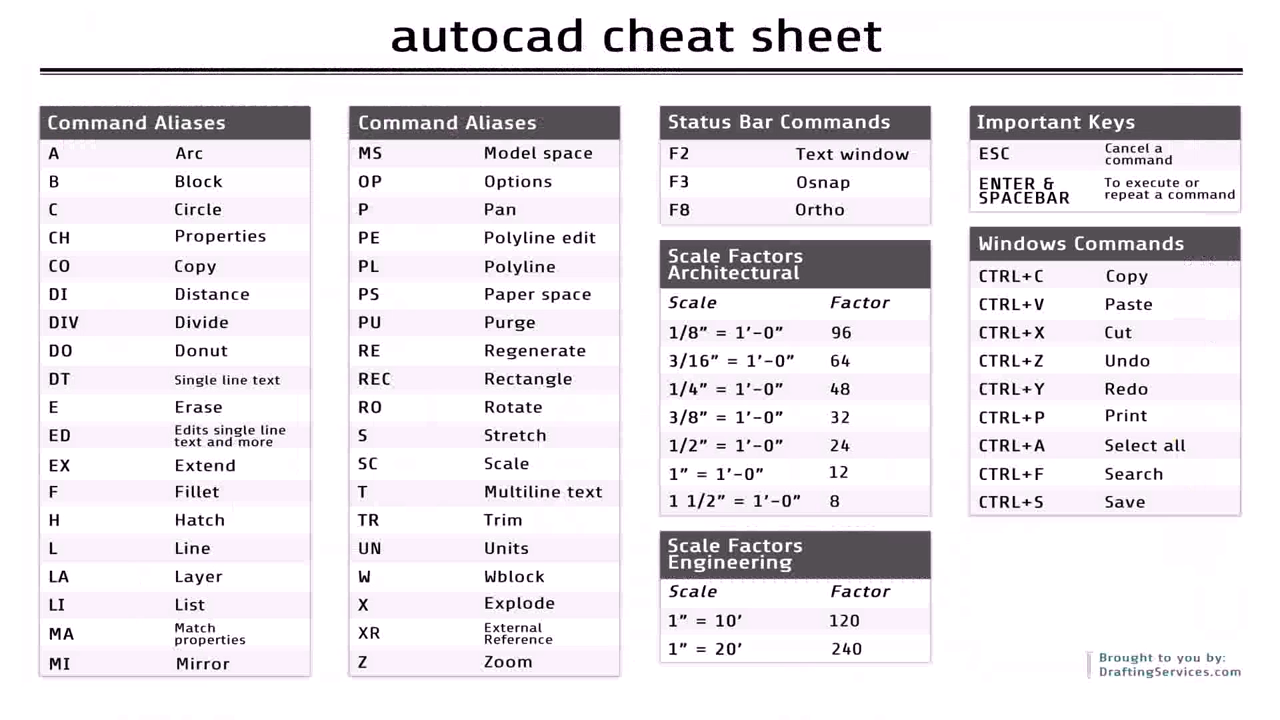 autocad cheat sheet
Command Aliases
A Arc
B Block
C Circle
CH Properties
CO Copy
DI Distance
DIV Divide
DO Donut
DT Single line text
E Erase
ED Edits single line
text and more
EX Extend
F Fillet
H Hatch
L Line
LA Layer
LI List
MA Match
properties
MI Mirror
Command Aliases
MS Model space
OP Options
P Pan
PE Polyline edit
PL Polyline
PS Paper space
PU Purge
RE Regenerate
REC Rectangle
RO Rotate
S Stretch
SC Scale
T Multiline text
TR Trim
UN Units
W Wblock
X Explode
XR External
Reference
Z Zoom
Status Bar Commands
F2 Text window
F3 Osnap
F8 Ortho
Scale Factors
Architectural
Scale Factor
1/8” = 1’-0” 96
3/16” = 1’-0” 64
1/4” = 1’-0” 48
3/8” = 1’-0” 32
1/2” = 1’-0” 24
1” = 1’-0” 12
1 1/2” = 1’-0” 8
Scale Factors
Engineering
Scale Factor
1” = 10’ 120
1” = 20’ 240
Important Keys
ESC Cancel a
command
ENTER & To execute or
SPACEBAR repeat a command
Windows Commands
CTRL+C Copy
CTRL+V Paste
CTRL+X Cut
CTRL+Z Undo
CTRL+Y Redo
CTRL+P Print
CTRL+A Select all
CTRL+F Search
CTRL+S Save
Brought to you by:
DraftingServices.com